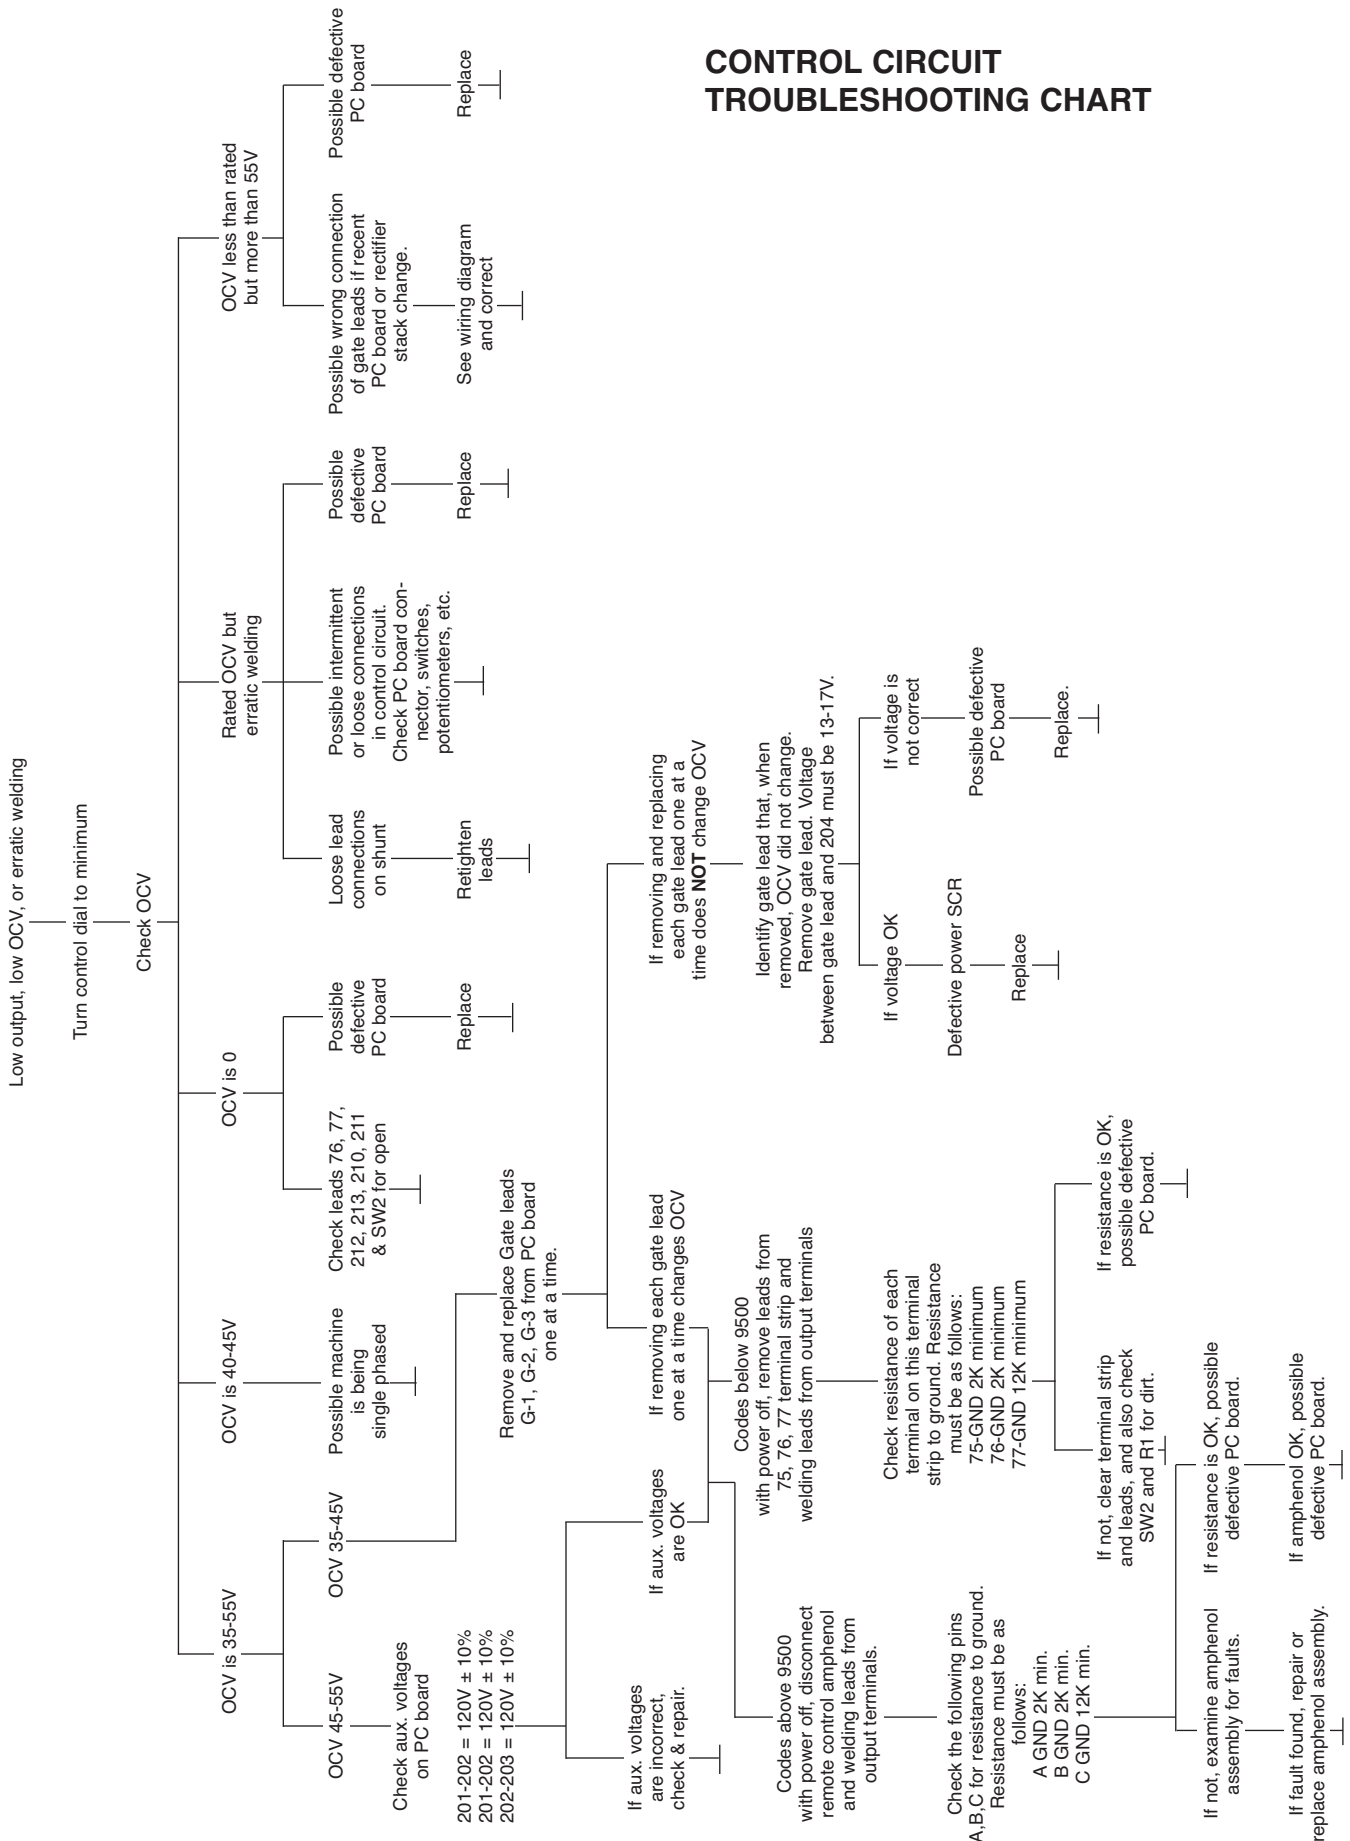 CONTROL CIRCUIT
TROUBLESHOOTING CHART
Low output, low OCV, or erratic welding
Turn control dial to minimum
Check OCV
OCV is 35-55V
OCV 45-55V
Check aux. voltages
on PC board
201-202 = 120V ± 10%
201-202 = 120V ± 10%
202-203 = 120V ± 10%
If aux. voltages
are incorrect,
check & repair.
If aux. voltages
are OK
OCV 35-45V
Remove and replace Gate leads
G-1, G-2, G-3 from PC board
one at a time.
If removing each gate lead
one at a time changes OCV
Codes above 9500
with power off, disconnect
remote control amphenol
and welding leads from
output terminals.
Check the following pins
A,B,C for resistance to ground.
Resistance must be as
follows:
A GND 2K min.
B GND 2K min.
C GND 12K min.
If not, examine amphenol
assembly for faults.
If fault found, repair or
replace amphenol assembly.
If resistance is OK, possible
defective PC board.
If amphenol OK, possible
defective PC board.
Codes below 9500
with power off, remove leads from
75, 76, 77 terminal strip and
welding leads from output terminals
Check resistance of each
terminal on this terminal
strip to ground. Resistance
must be as follows:
75-GND 2K minimum
76-GND 2K minimum
77-GND 12K minimum
If not, clear terminal strip
and leads, and also check
SW2 and R1 for dirt.
If resistance is OK,
possible defective
PC board.
If removing and replacing
each gate lead one at a
time does NOT change OCV
Identify gate lead that, when
removed, OCV did not change.
Remove gate lead. Voltage
between gate lead and 204 must be 13-17V.
If voltage OK
Defective power SCR
Replace
If voltage is
not correct
Possible defective
PC board
Replace.
OCV is 40-45V
Possible machine
is being
single phased
OCV is 0
Check leads 76, 77,
212, 213, 210, 211
& SW2 for open
Possible
defective
PC board
Replace
Rated OCV but
erratic welding
Loose lead
connections
on shunt
Retighten
leads
Possible intermittent
or loose connections
in control circuit.
Check PC board con-
nector, switches,
potentiometers, etc.
Possible
defective
PC board
Replace
OCV less than rated
but more than 55V
Possible wrong connection
of gate leads if recent
PC board or rectifier
stack change.
See wiring diagram
and correct
Possible defective
PC board
Replace